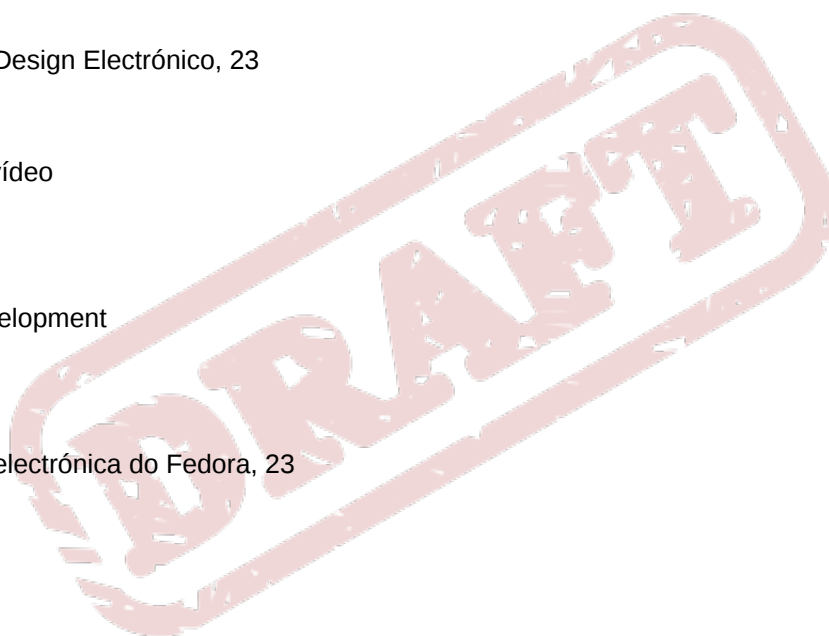 Design Electrónico, 23
vídeo
elopment
DRAFT
electrónica do Fedora, 23